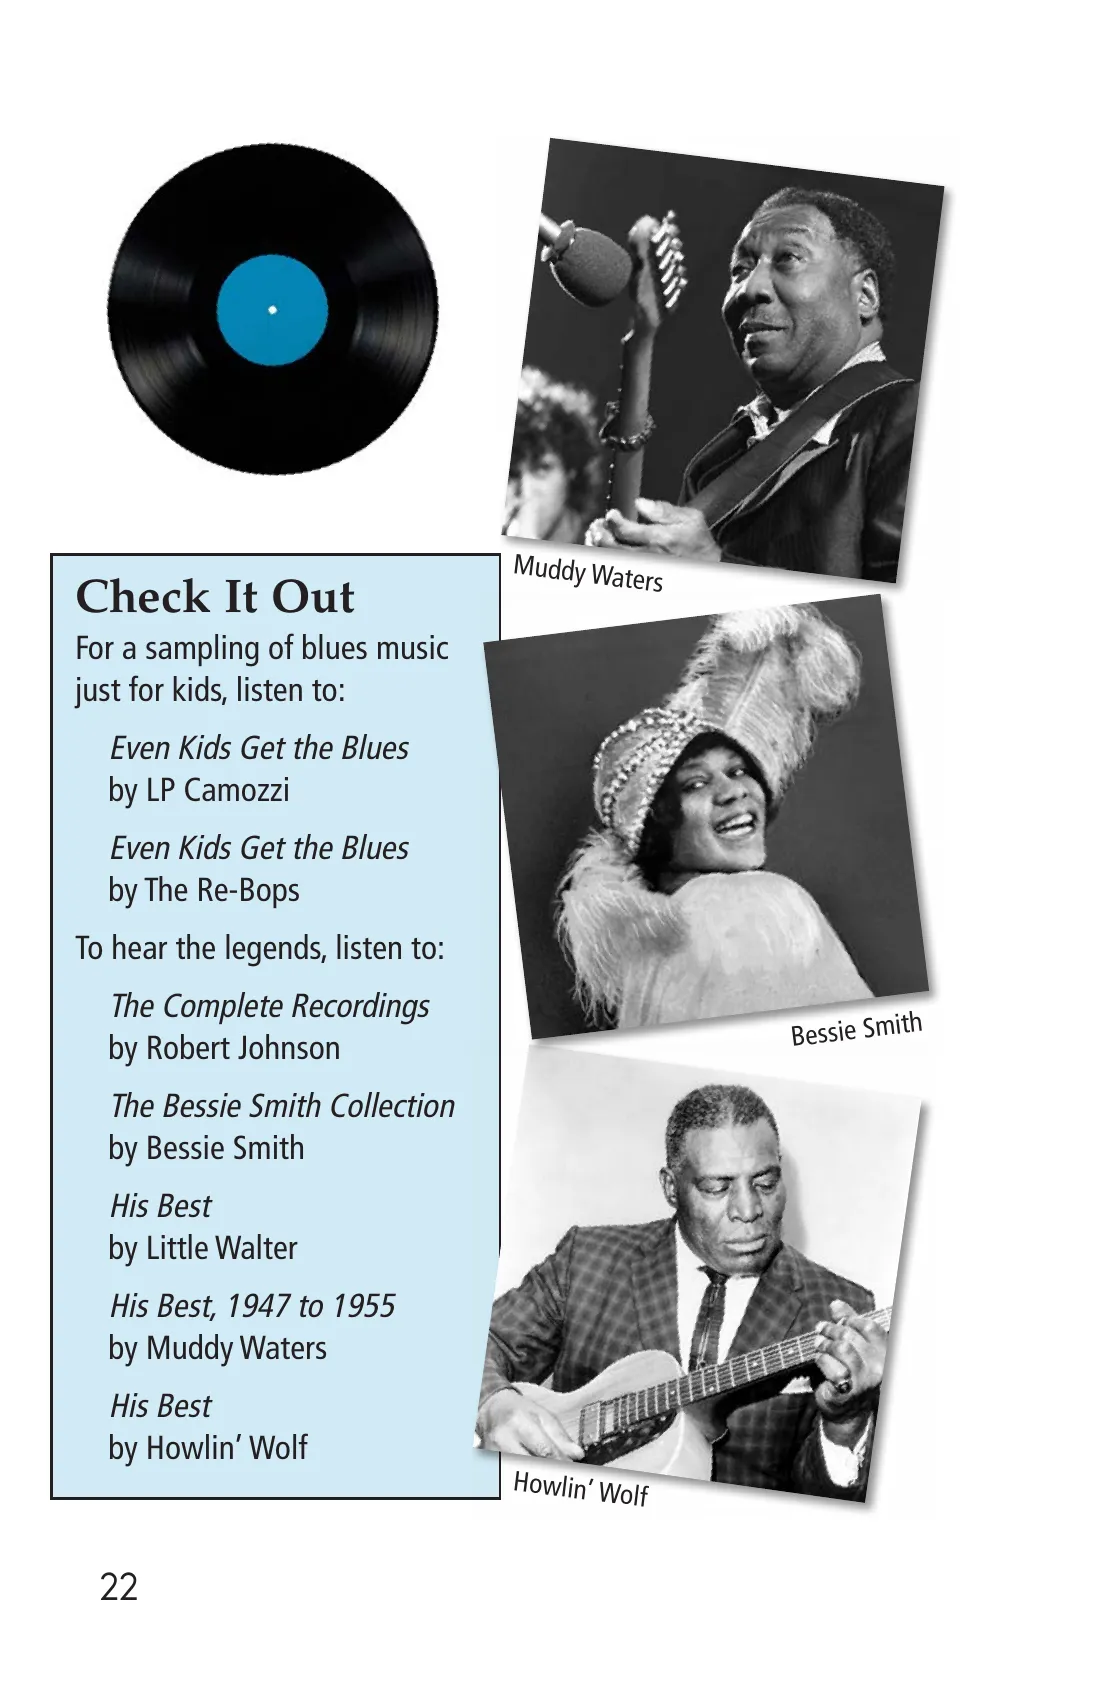 Muddy Waters
Check It Out
For a sampling of blues music
just for kids, listen to:
Even Kids Get the Blues
by LP Camozzi
Even Kids Get the Blues
by The Re-Bops
To hear the legends, listen to:
The Complete Recordings
by Robert Johnson
The Bessie Smith Collection
by Bessie Smith
His Best
by Little Walter
His Best, 1947 to 1955
by Muddy Waters
His Best
by Howlin’ Wolf
Bessie Smith
Howlin’ Wolf
22